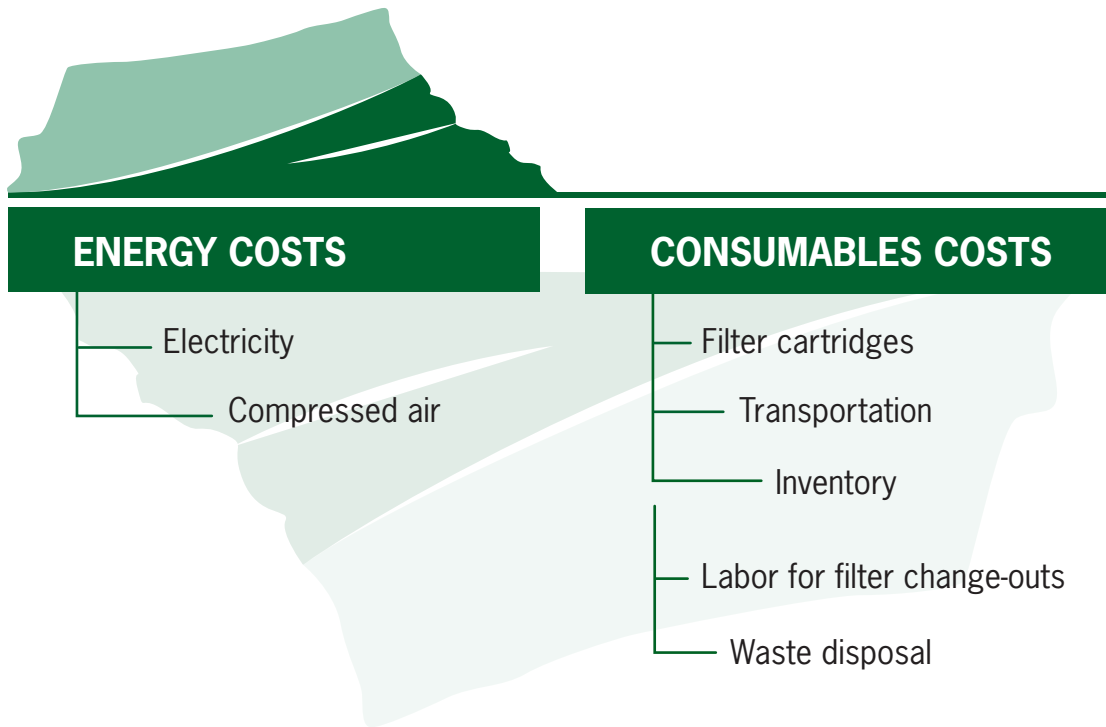 ENERGY COSTS
Electricity
Compressed air
CONSUMABLES COSTS
Filter cartridges
Transportation
Inventory
Labor for filter change-outs
Waste disposal